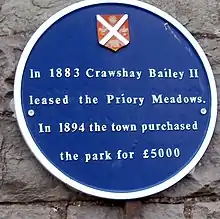 In 1883 Crawshay Bailey II
leased the Priory Meadows.
In 1894 the town purchased
the park for £5000